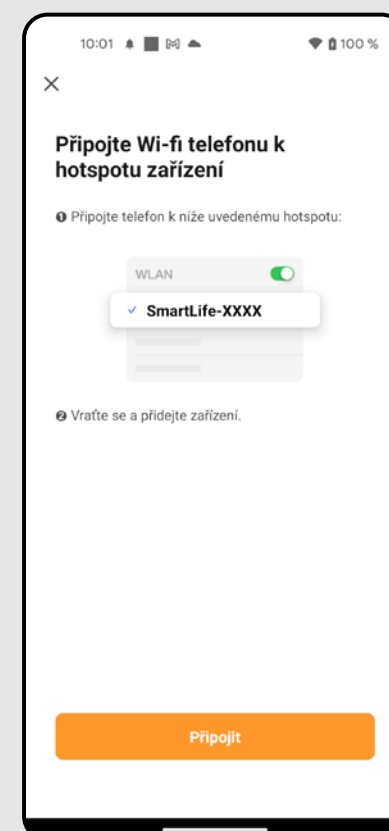 10:01 100 %
Připojte Wi-fi telefonu k
hotspotu zařízení
❶ Připojte telefon k níže uvedenému hotspotu:
WLAN
SmartLife-XXXX
❷ Vraťte se a přidejte zařízení.
Připojit